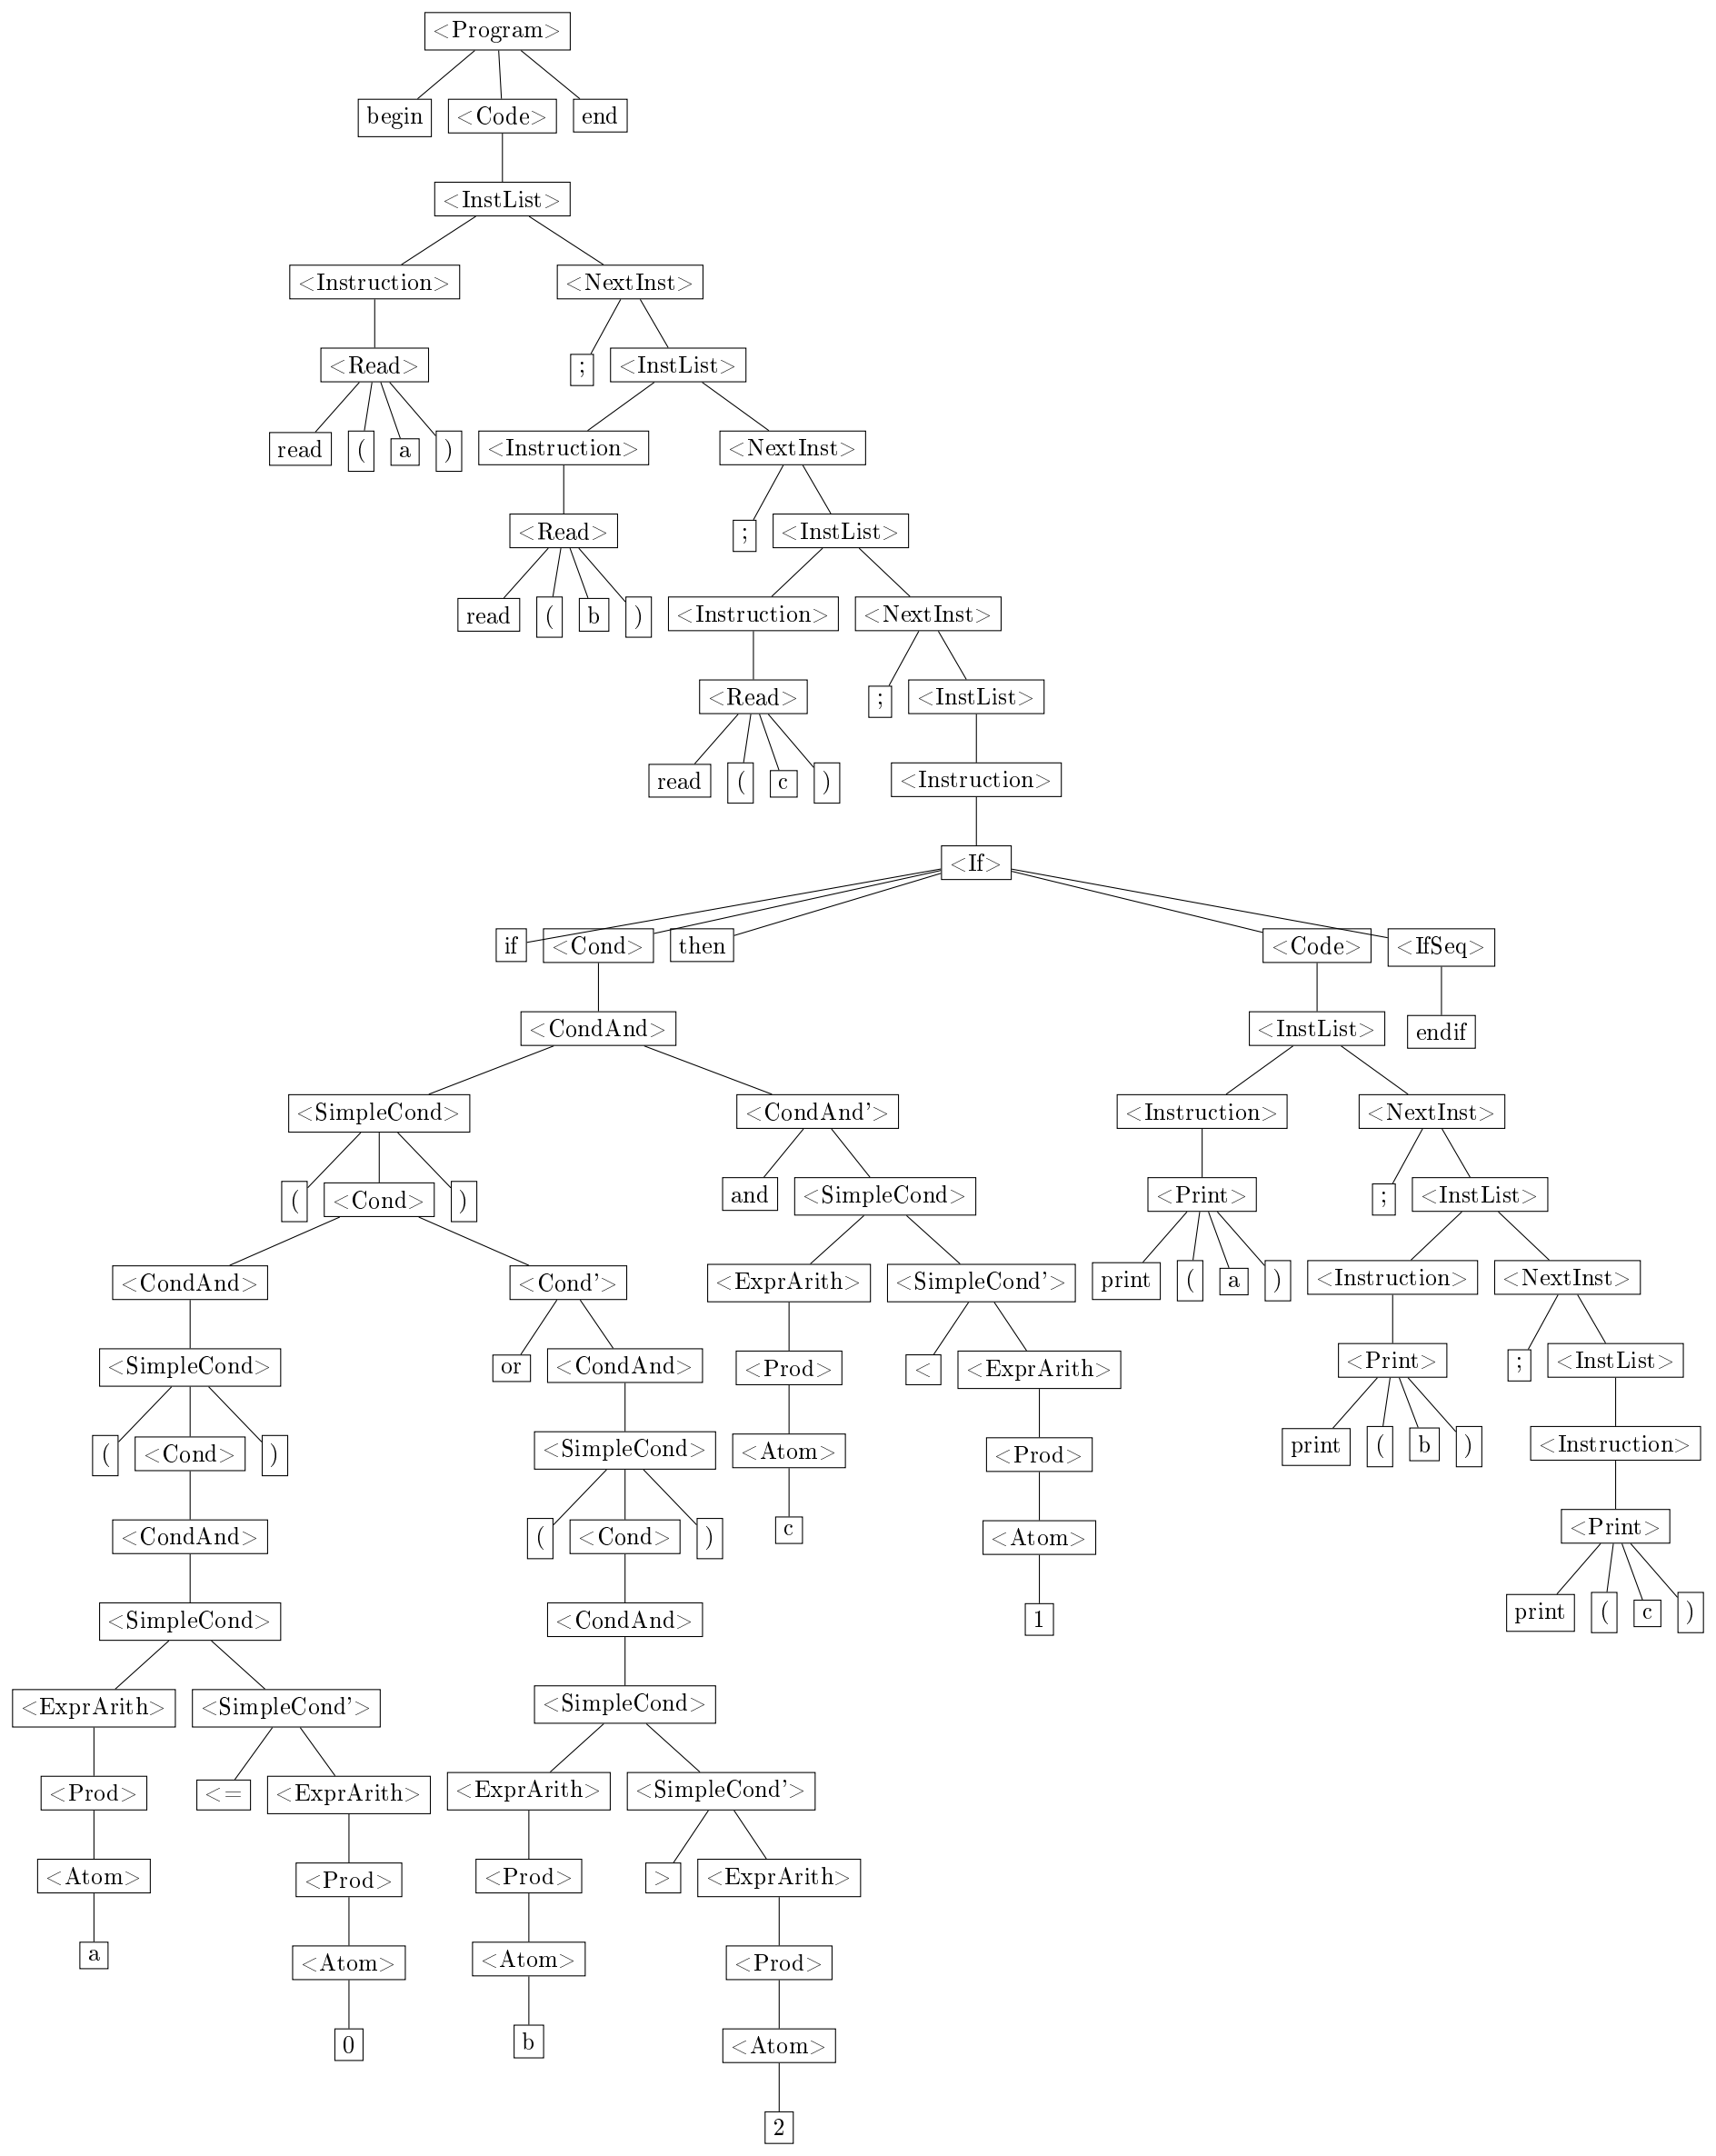 <Program>
begin <Code> end
<InstList>
<Instruction> <NextInst>
<Read> ; <InstList>
read ( a ) <Instruction> <NextInst>
<Read> ; <InstList>
read ( b ) <Instruction> <NextInst>
<Read> ; <InstList>
read ( c ) <Instruction>
<If>
if <Cond> then <Code> <IfSeq>
<CondAnd> <InstList> endif
<SimpleCond> <CondAnd'> <Instruction> <NextInst>
( <Cond> ) and <SimpleCond> <Print> ; <InstList>
<CondAnd> <Cond'> <ExprArith> <SimpleCond'> print ( a ) <Instruction> <NextInst>
<SimpleCond> or <CondAnd> <Prod> < <ExprArith> <Print> ; <InstList>
( <Cond> ) <SimpleCond> <Atom> <Prod> print ( b ) <Instruction>
<CondAnd> ( <Cond> ) c <Atom> <Print>
<SimpleCond> <CondAnd> 1 print ( c )
<ExprArith> <SimpleCond'> <SimpleCond>
<Prod> <= <ExprArith> <ExprArith> <SimpleCond'>
<Atom> <Prod> <Prod> > <ExprArith>
a <Atom> <Atom> <Prod>
0 b <Atom>
2